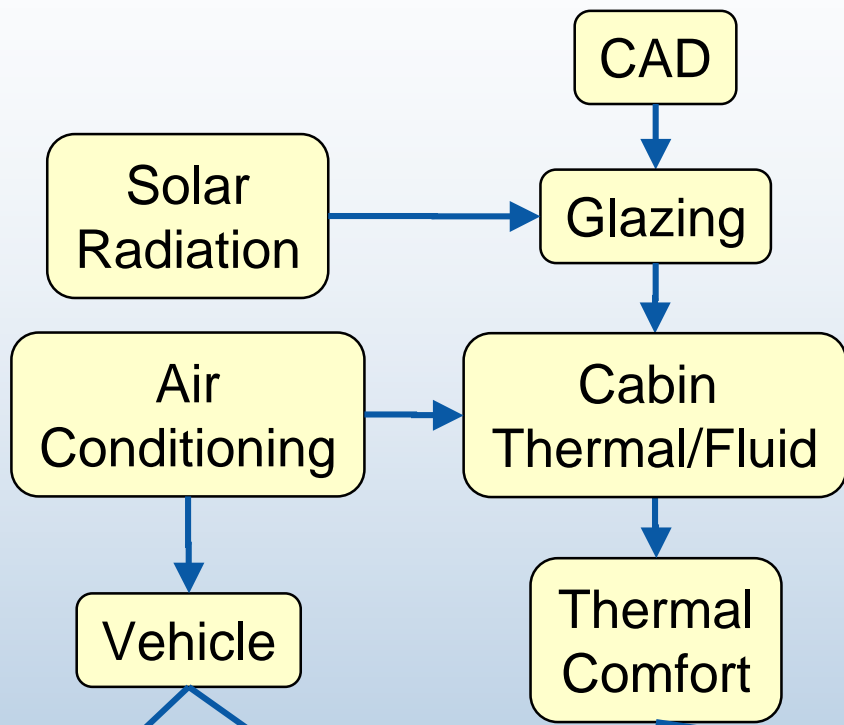 CAD
Solar
Radiation
Glazing
Air
Conditioning
Cabin
Thermal/Fluid
Vehicle
Thermal
Comfort